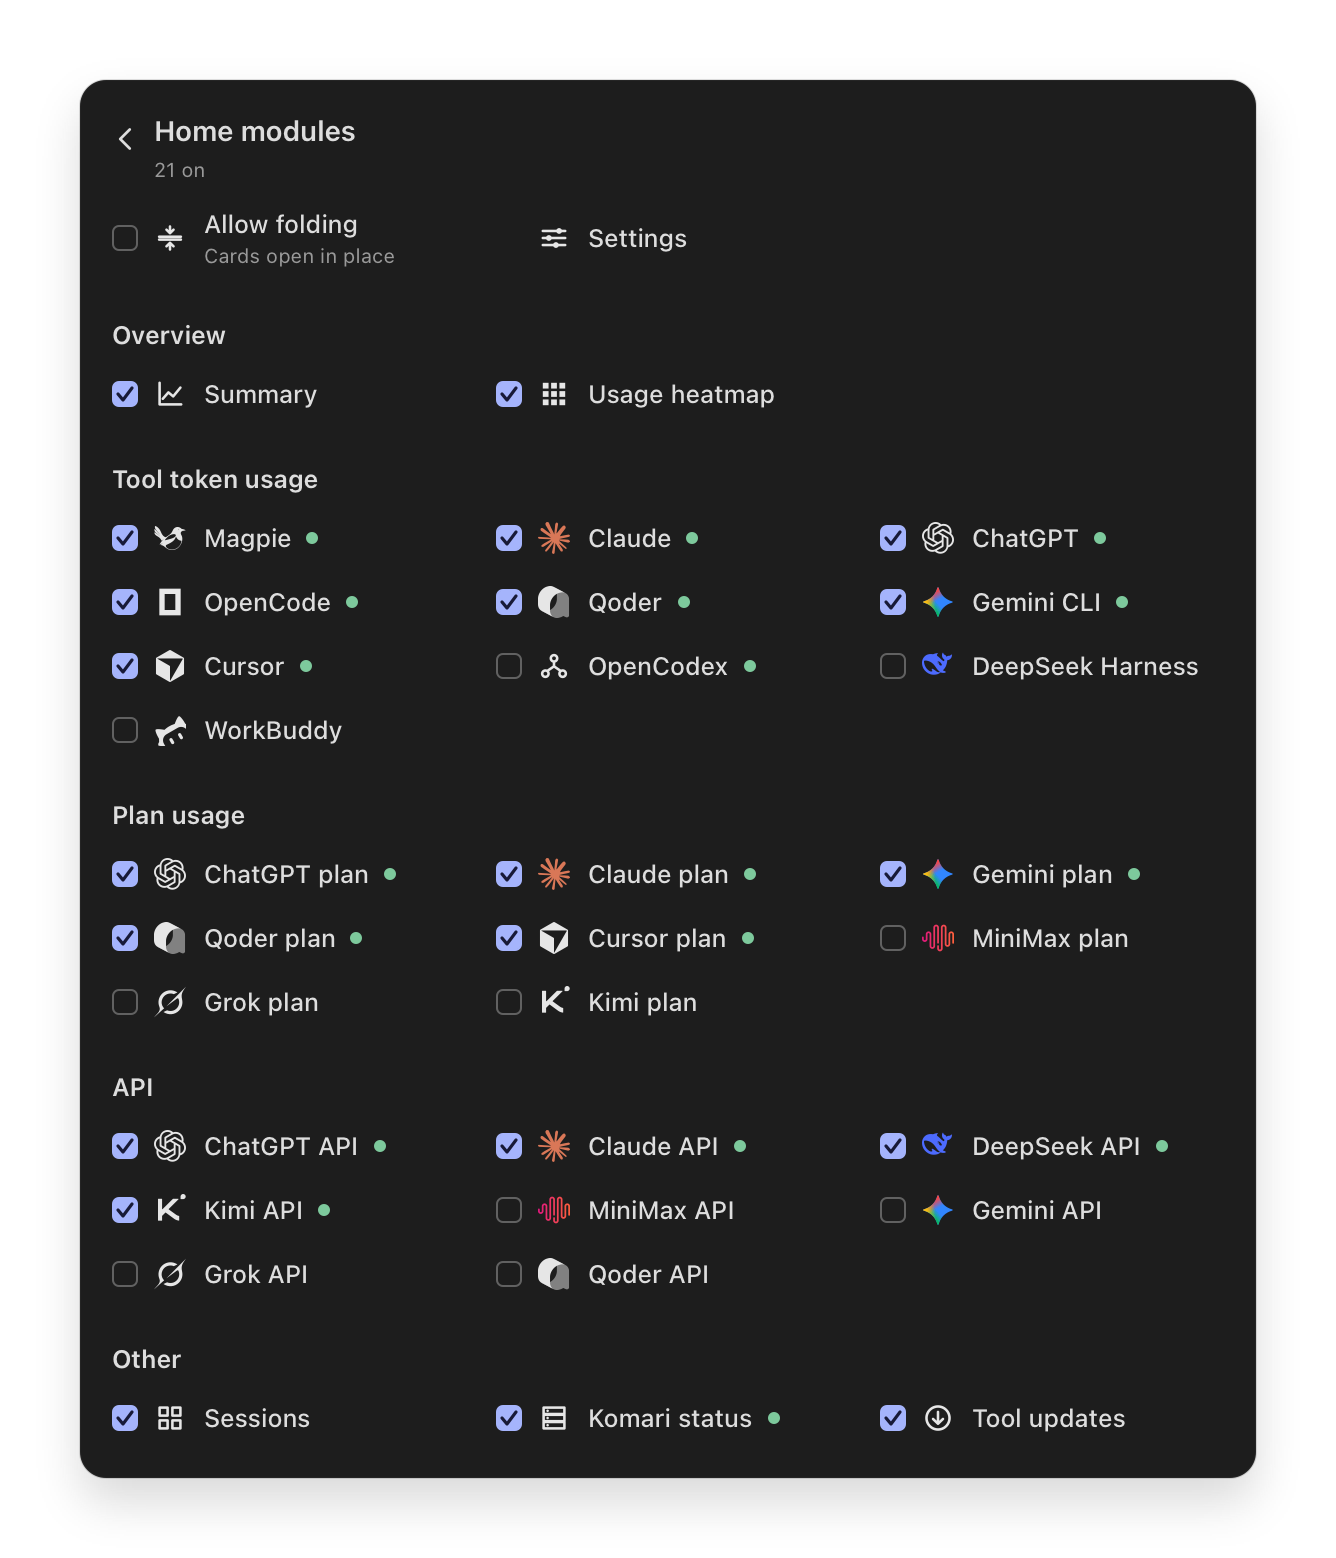 Home modules
21 on
Allow folding
Cards open in place
Settings
Overview
Summary
Usage heatmap
Tool token usage
Magpie
Claude
ChatGPT
OpenCode
Qoder
Gemini CLI
Cursor
OpenCodex
DeepSeek Harness
WorkBuddy
Plan usage
ChatGPT plan
Claude plan
Gemini plan
Qoder plan
Cursor plan
MiniMax plan
Grok plan
Kimi plan
API
ChatGPT API
Claude API
DeepSeek API
Kimi API
MiniMax API
Gemini API
Grok API
Qoder API
Other
Sessions
Komari status
Tool updates